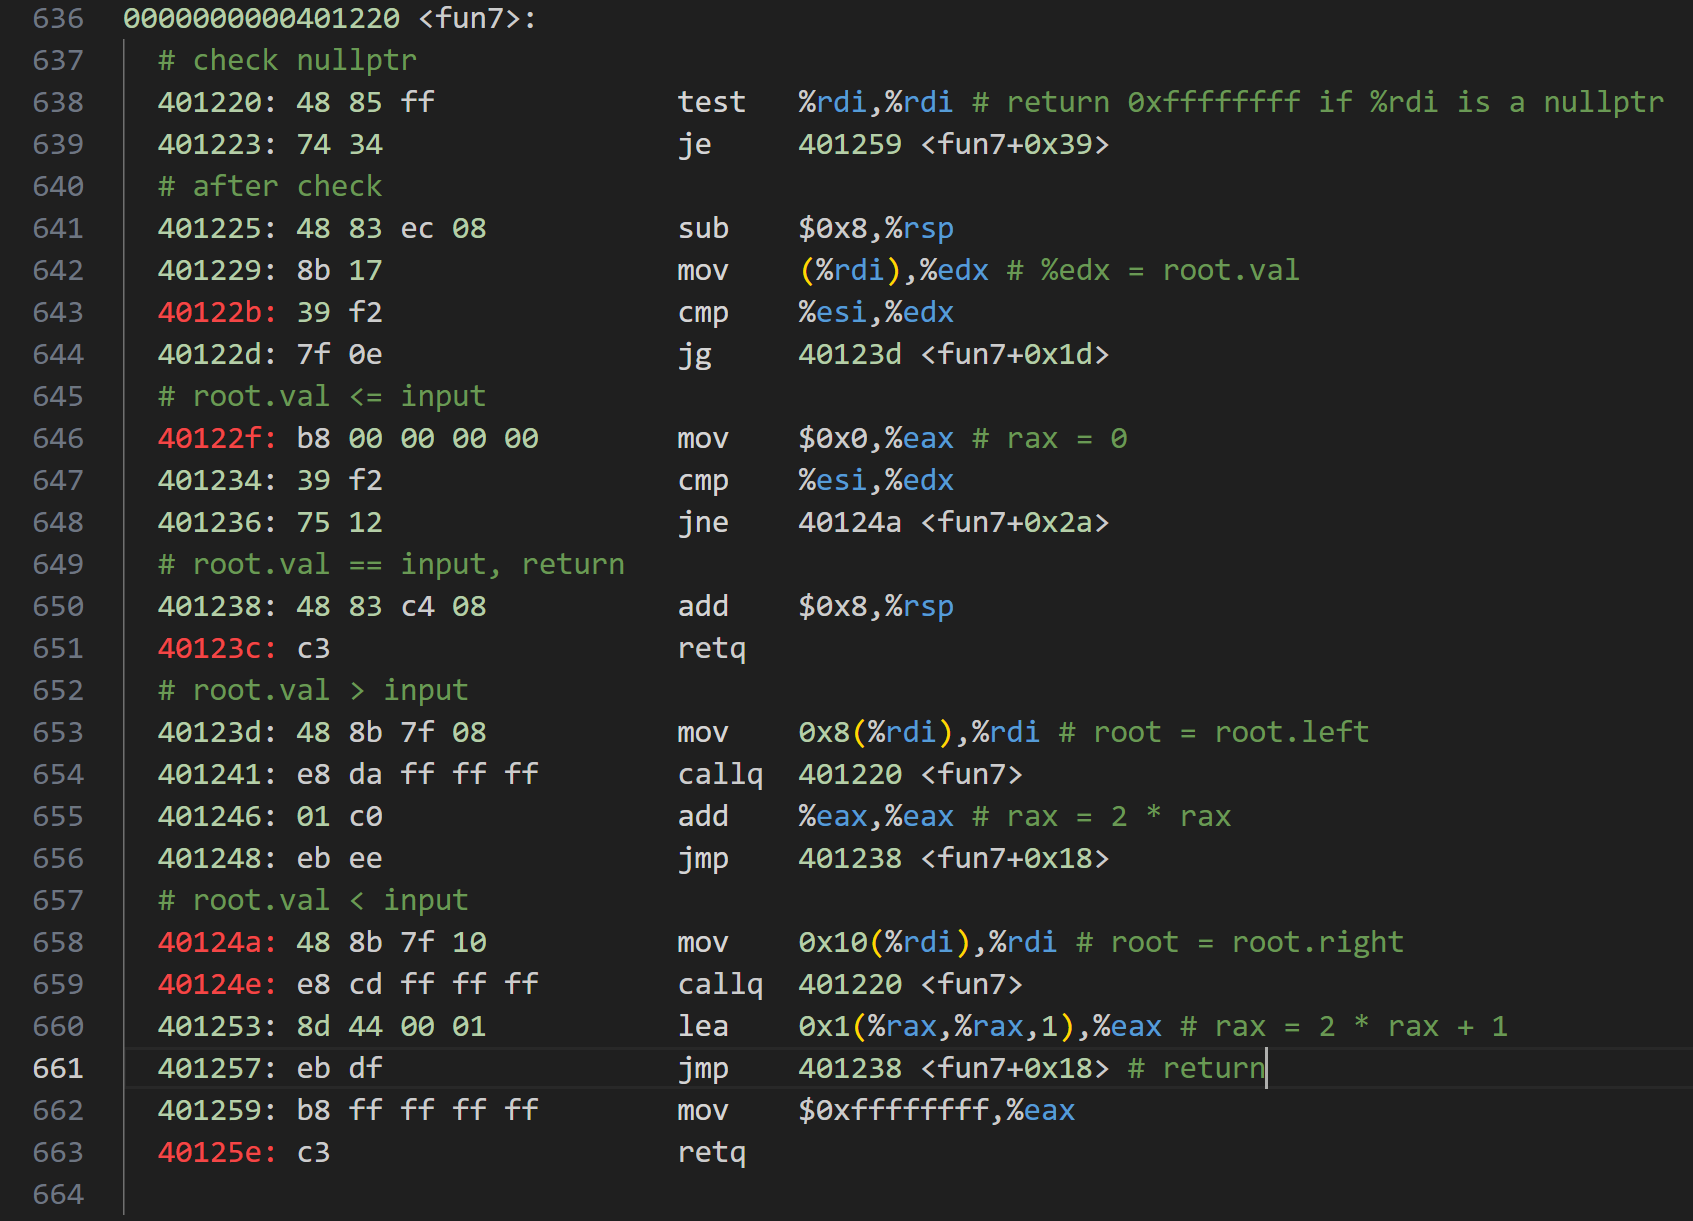 636 0000000000401220 <fun7>:
637 # check nullptr
638 401220: 48 85 ff test %rdi,%rdi # return 0xffffffff if %rdi is a nullptr
639 401223: 74 34 je 401259 <fun7+0x39>
640 # after check
641 401225: 48 83 ec 08 sub $0x8,%rsp
642 401229: 8b 17 mov (%rdi),%edx # %edx = root.val
643 40122b: 39 f2 cmp %esi,%edx
644 40122d: 7f 0e jg 40123d <fun7+0x1d>
645 # root.val <= input
646 40122f: b8 00 00 00 00 mov $0x0,%eax # rax = 0
647 401234: 39 f2 cmp %esi,%edx
648 401236: 75 12 jne 40124a <fun7+0x2a>
649 # root.val == input, return
650 401238: 48 83 c4 08 add $0x8,%rsp
651 40123c: c3 retq
652 # root.val > input
653 40123d: 48 8b 7f 08 mov 0x8(%rdi),%rdi # root = root.left
654 401241: e8 da ff ff ff callq 401220 <fun7>
655 401246: 01 c0 add %eax,%eax # rax = 2 * rax
656 401248: eb ee jmp 401238 <fun7+0x18>
657 # root.val < input
658 40124a: 48 8b 7f 10 mov 0x10(%rdi),%rdi # root = root.right
659 40124e: e8 cd ff ff ff callq 401220 <fun7>
660 401253: 8d 44 00 01 lea 0x1(%rax,%rax,1),%eax # rax = 2 * rax + 1
661 401257: eb df jmp 401238 <fun7+0x18> # return
662 401259: b8 ff ff ff ff mov $0xffffffff,%eax
663 40125e: c3 retq
664